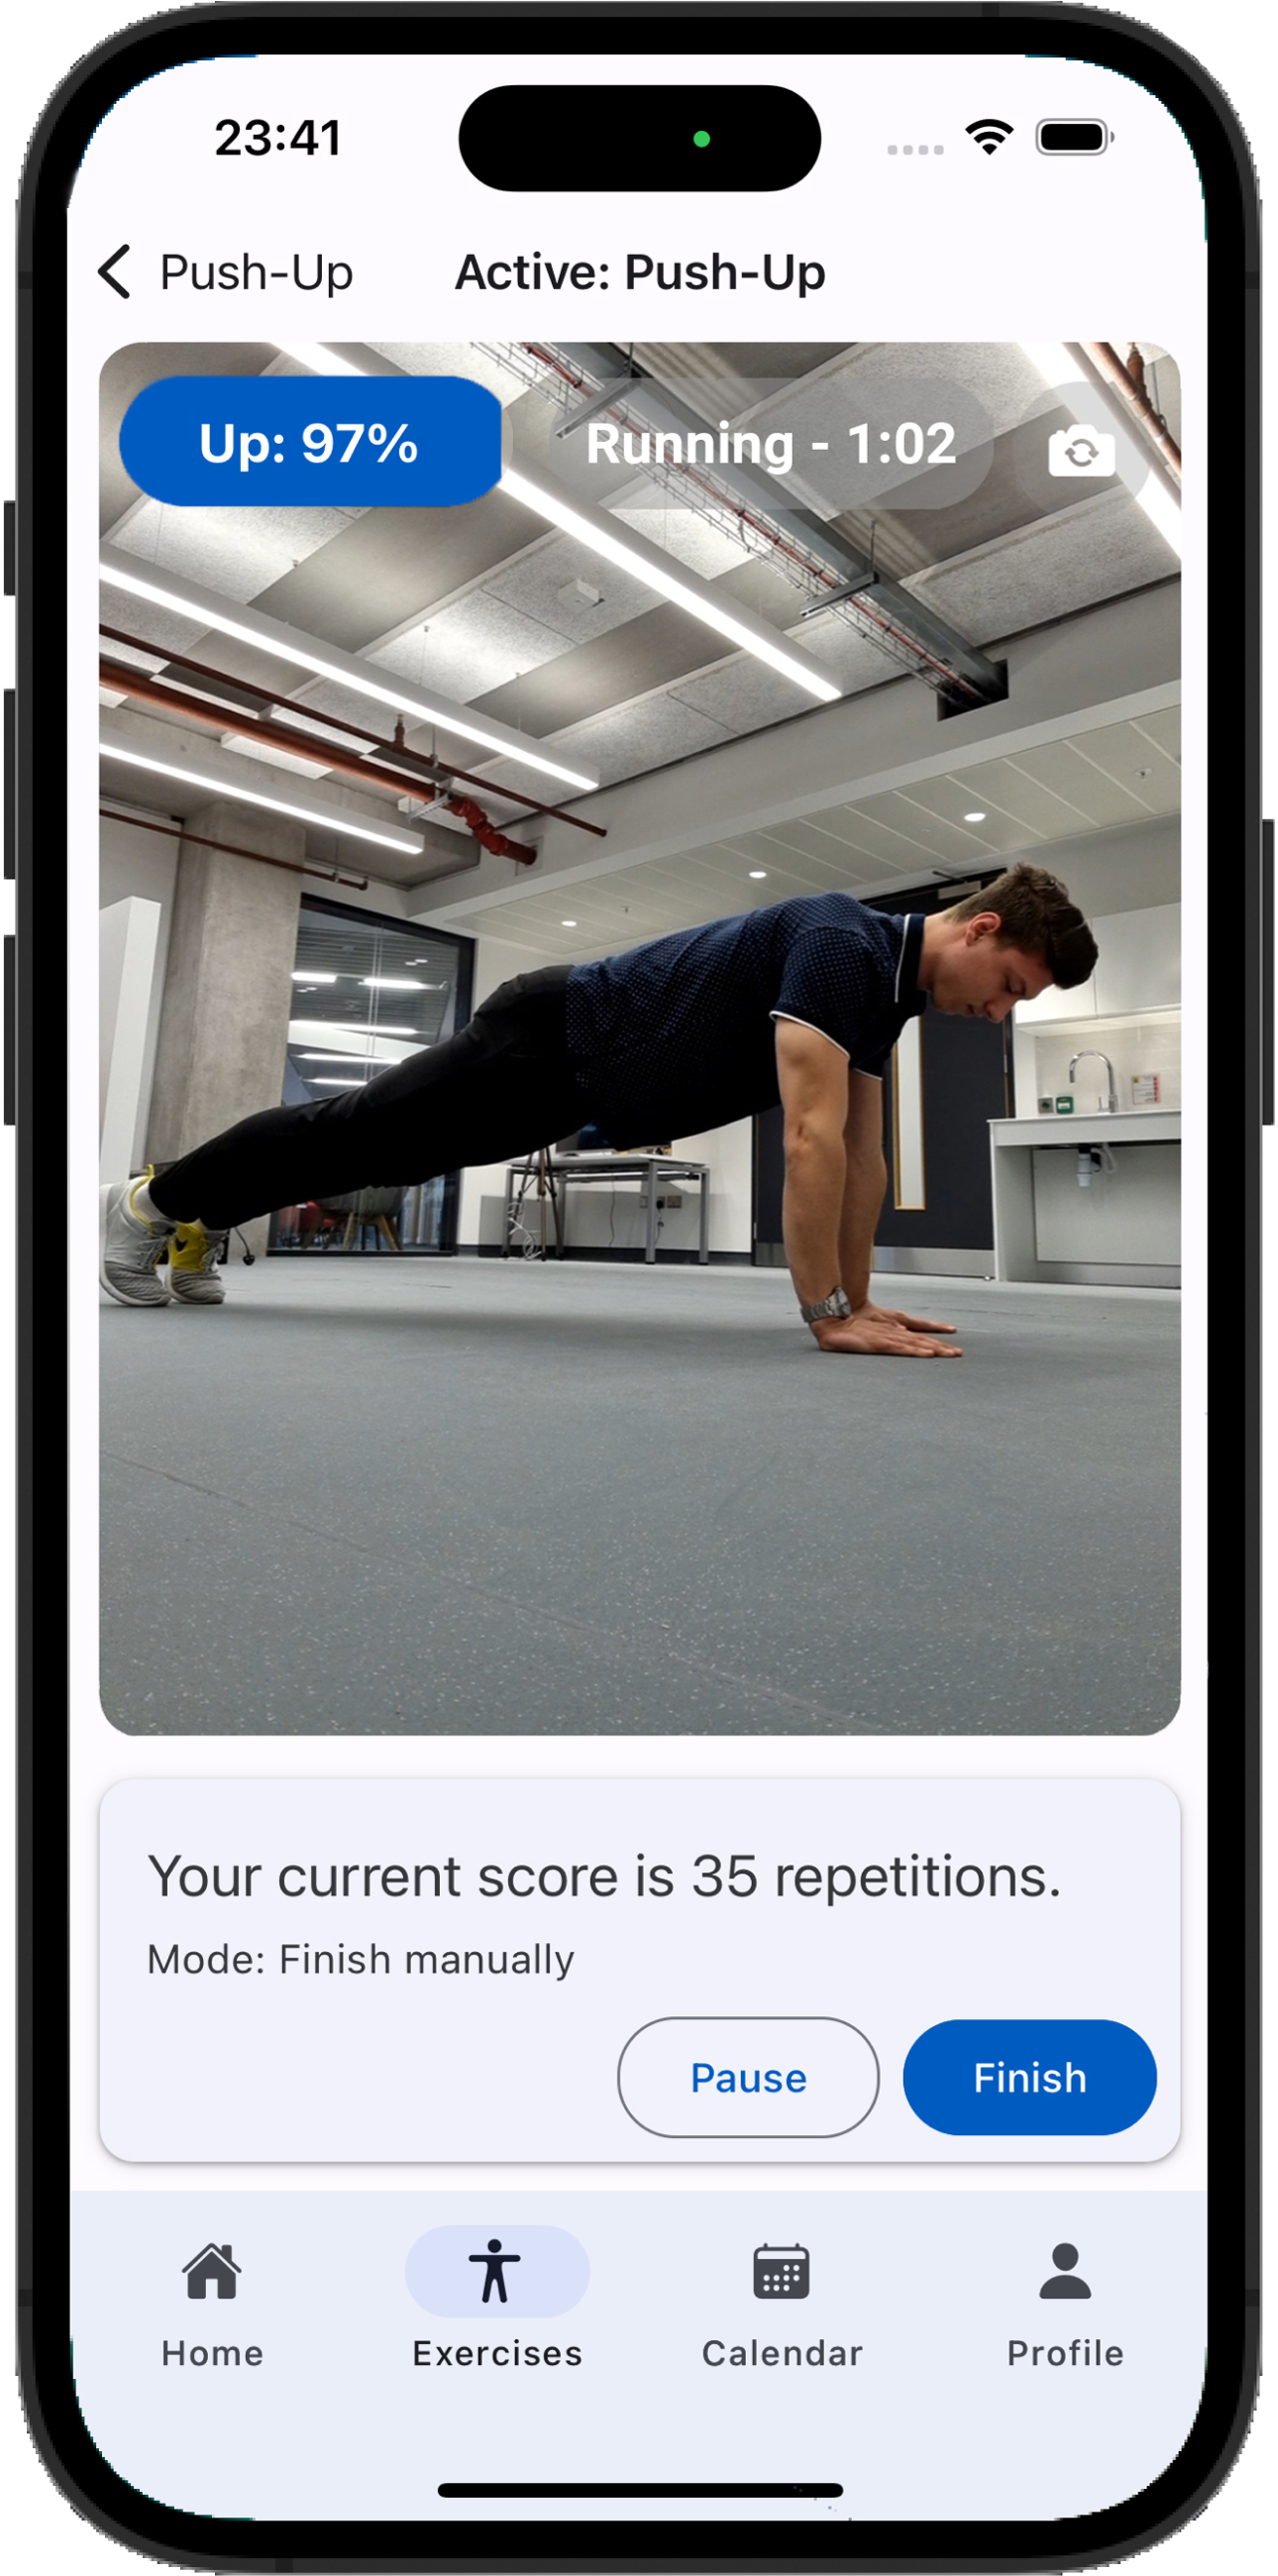 23:41
Push-Up
Active: Push-Up
Up: 97%
Running - 1:02
Your current score is 35 repetitions.
Mode: Finish manually
Pause
Finish
Home
Exercises
Calendar
Profile